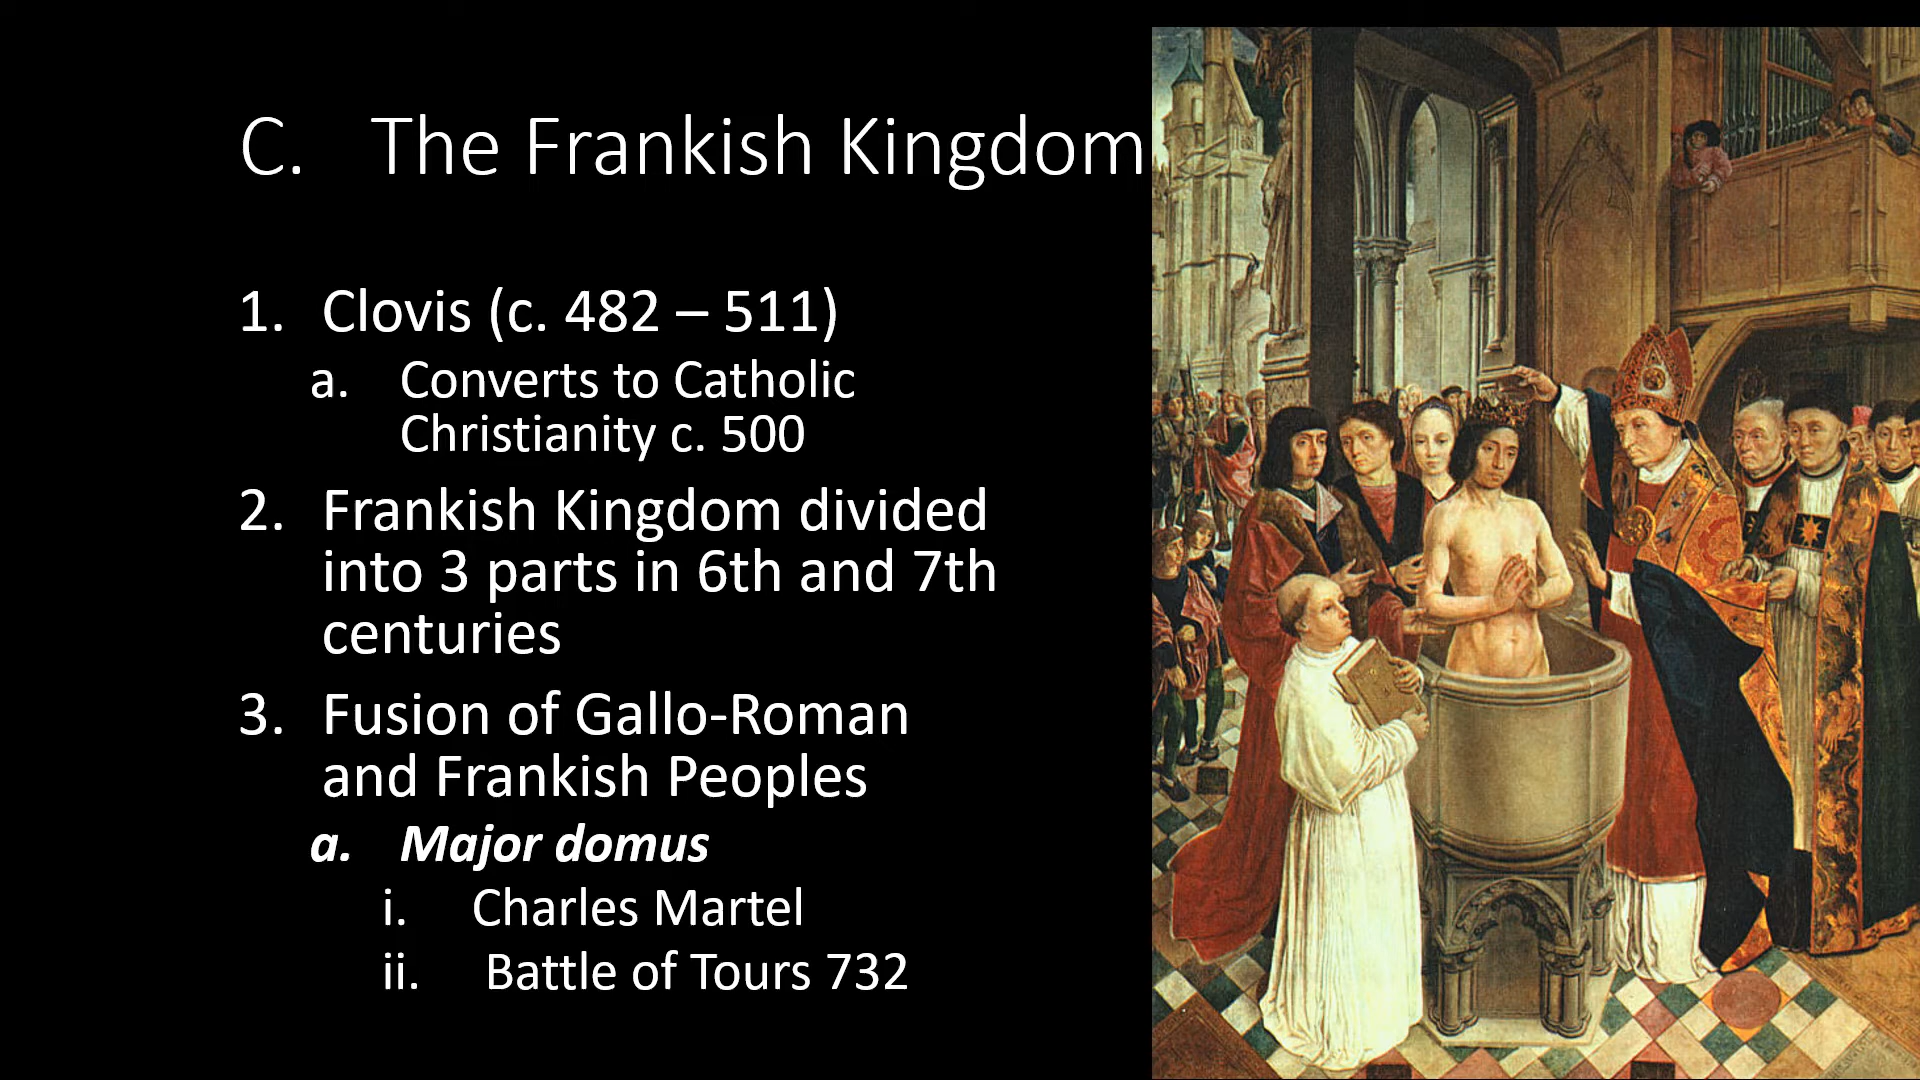 C. The Frankish Kingdom
1. Clovis (c. 482 – 511)
a. Converts to Catholic
Christianity c. 500
2. Frankish Kingdom divided
into 3 parts in 6th and 7th
centuries
3. Fusion of Gallo-Roman
and Frankish Peoples
a. Major domus
i. Charles Martel
ii. Battle of Tours 732